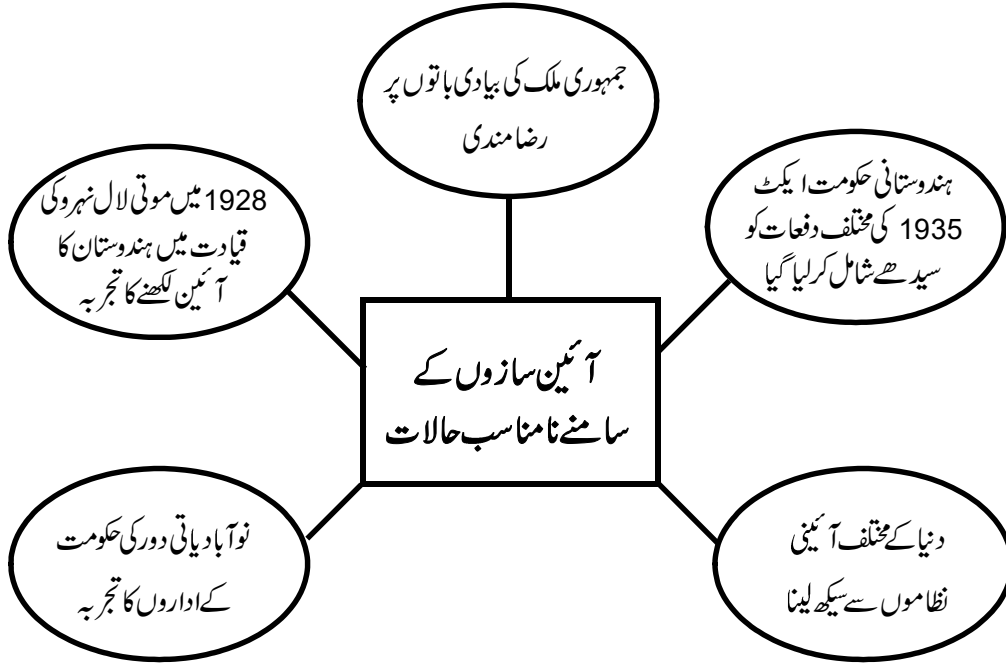 جمہوری ملک کی بیادی باتوں پر
رضامندی
ہندوستانی حکومت ایکٹ
1935 کی مختلف دفعات کو
سیدھے شامل کرلیا گیا
1928 میں موتی لال نہرو کی
قیادت میں ہندوستان کا
آئین لکھنے کا تجربہ
آئین سازوں کے
سامنے نامناسب حالات
دنیا کے مختلف آئینی
نظاموں سے سیکھ لینا
نوآبادیاتی دور کی حکومت
کے اداروں کا تجربہ